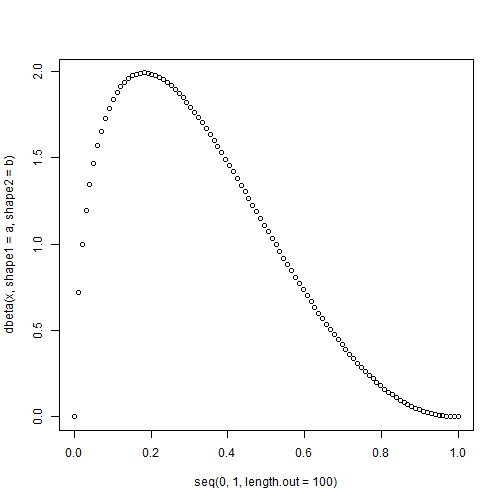 dbeta(x, shape1 = a, shape2 = b)
2.0
1.5
1.0
0.5
0.0
0.0 0.2 0.4 0.6 0.8 1.0
seq(0, 1, length.out = 100)